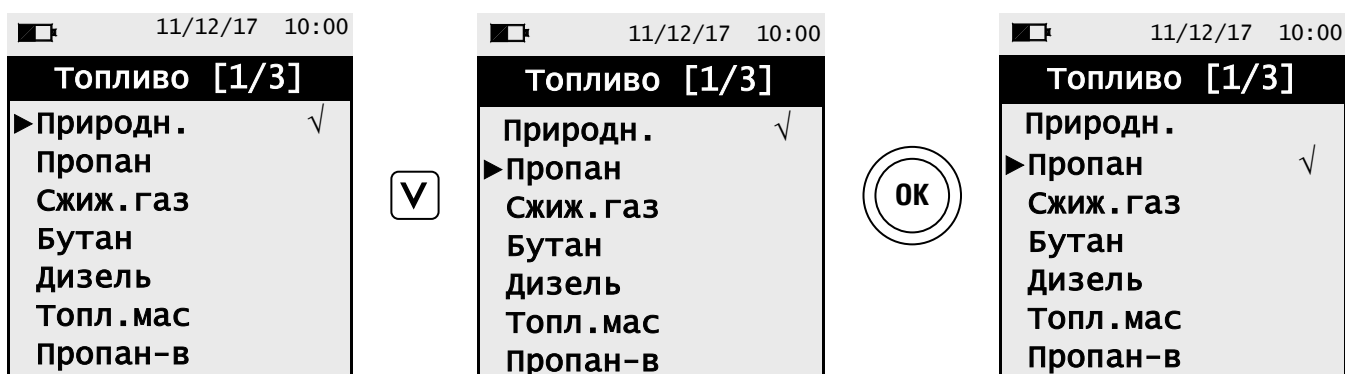 11/12/17 10:00
Топливо [1/3]
►Природн. √
Пропан
Сжиж.газ
Бутан
Дизель
Топл.мас
Пропан-в
V
11/12/17 10:00
Топливо [1/3]
Природн. √
►Пропан
Сжиж.газ
Бутан
Дизель
Топл.мас
Пропан-в
OK
11/12/17 10:00
Топливо [1/3]
Природн.
►Пропан √
Сжиж.газ
Бутан
Дизель
Топл.мас
Пропан-в